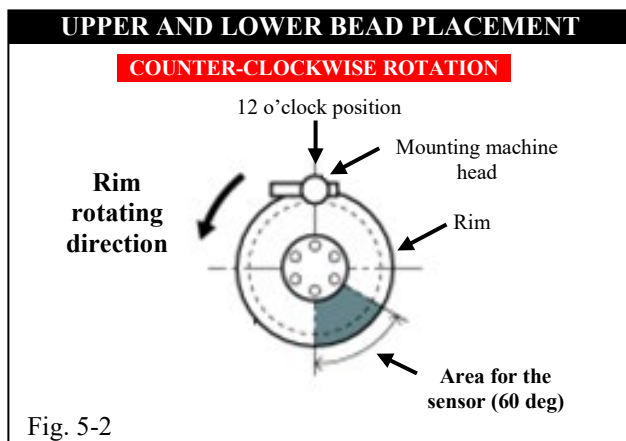 UPPER AND LOWER BEAD PLACEMENT
COUNTER-CLOCKWISE ROTATION
12 o’clock position
Mounting machine
head
Rim
rotating
direction
Rim
Area for the
sensor (60 deg)
Fig. 5-2